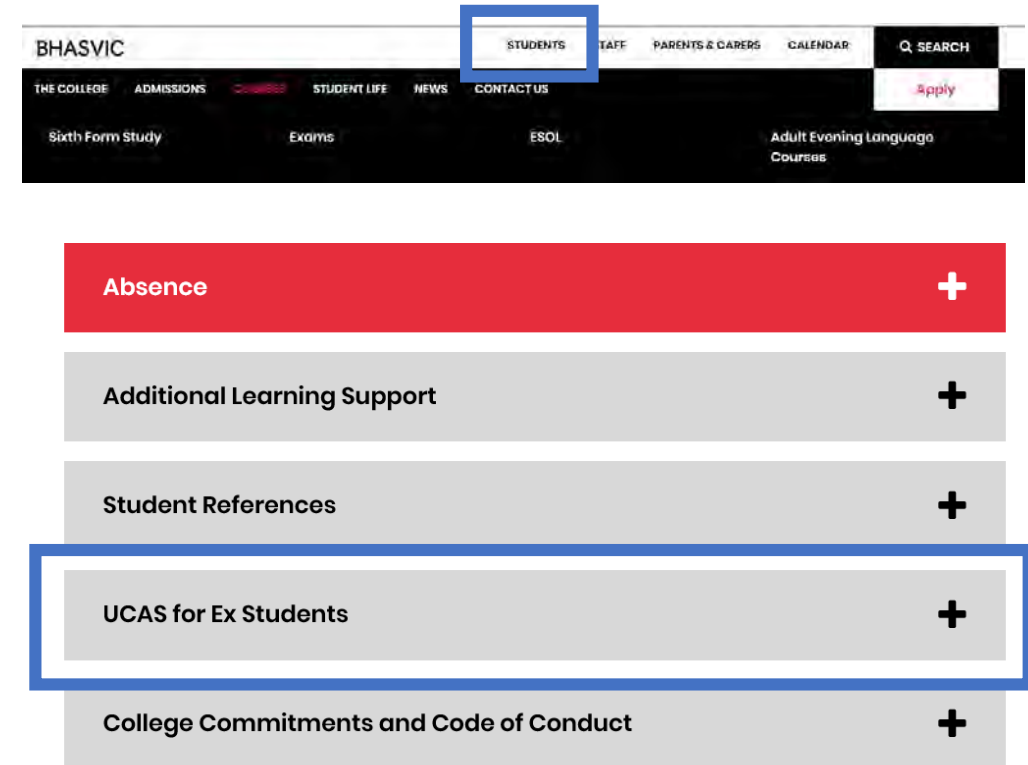 BHASVIC
STUDENTS TAFF PARENTS & CARERS CALENDAR SEARCH
THE COLLEGE ADMISSIONS COURSES STUDENT LIFE NEWS CONTACT US Apply
Sixth Form Study Exams ESOL Adult Evening Language
Courses
Absence
Additional Learning Support
Student References
UCAS for Ex Students
College Commitments and Code of Conduct